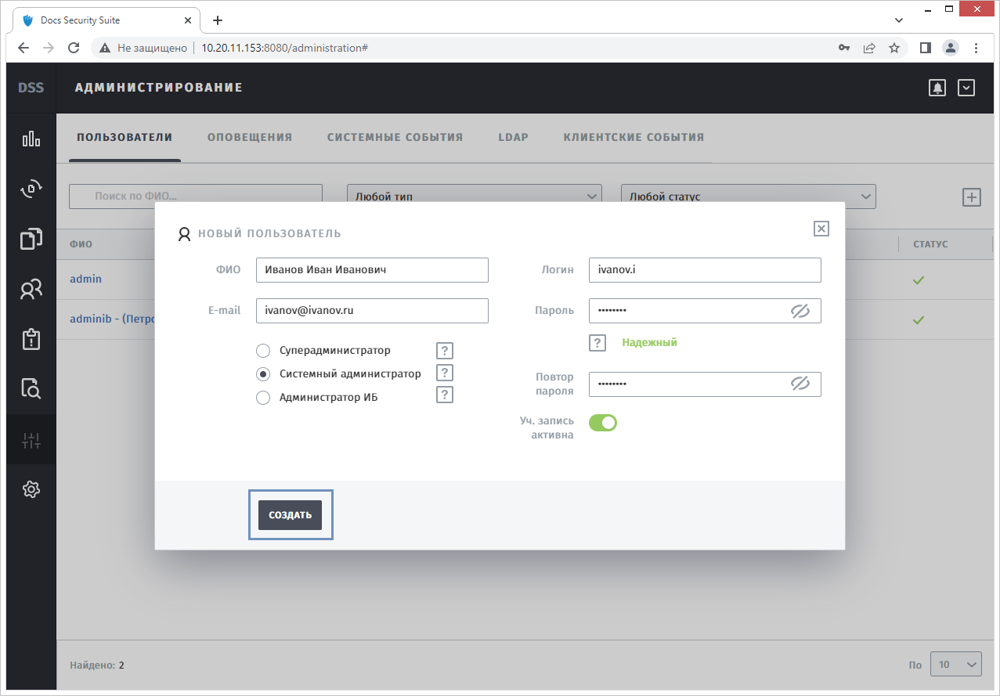 Docs Security Suite
Не защищено
10.20.11.153:8080/administration#
DSS
АДМИНИСТРИРОВАНИЕ
ПОЛЬЗОВАТЕЛИ
ОПОВЕЩЕНИЯ
СИСТЕМНЫЕ СОБЫТИЯ
LDAP
КЛИЕНТСКИЕ СОБЫТИЯ
Поиск по ФИО...
Любой тип
Любой статус
ФИО
СТАТУС
admin
adminib - (Петро
НОВЫЙ ПОЛЬЗОВАТЕЛЬ
ФИО
Иванов Иван Иванович
Логин
ivanov.i
E-mail
ivanov@ivanov.ru
Пароль
••••••••
? Надежный
Суперадминистратор ?
Системный администратор ?
Администратор ИБ ?
Повтор
пароля
••••••••
Уч. запись
активна
СОЗДАТЬ
Найдено: 2
По 10